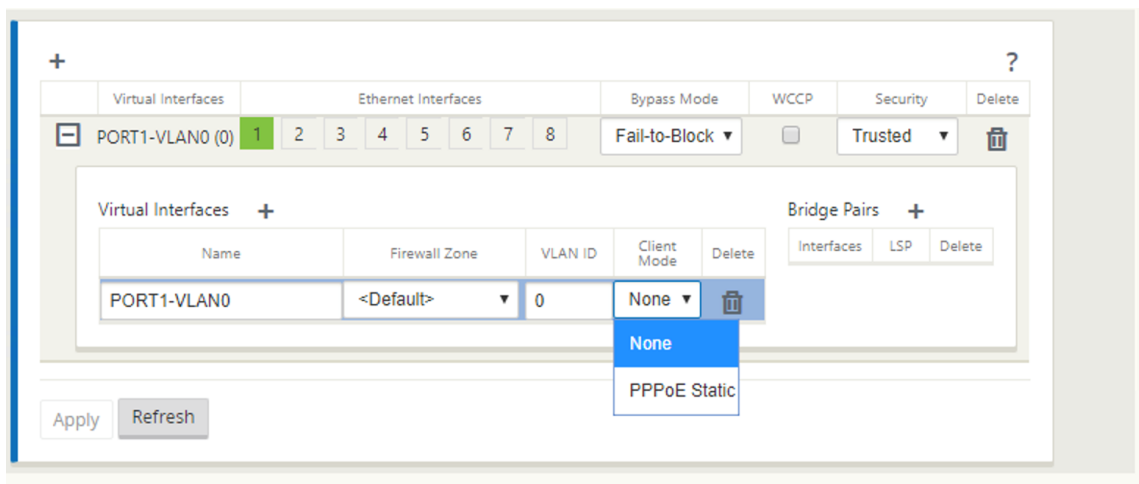 + ?
Virtual Interfaces Ethernet Interfaces Bypass Mode WCCP Security Delete
PORT1-VLAN0 (0) 1 2 3 4 5 6 7 8 Fail-to-Block Trusted
Virtual Interfaces + Bridge Pairs +
Name Firewall Zone VLAN ID Client Mode Delete Interfaces LSP Delete
PORT1-VLAN0 <Default> 0 None
None
PPPoE Static
Apply Refresh